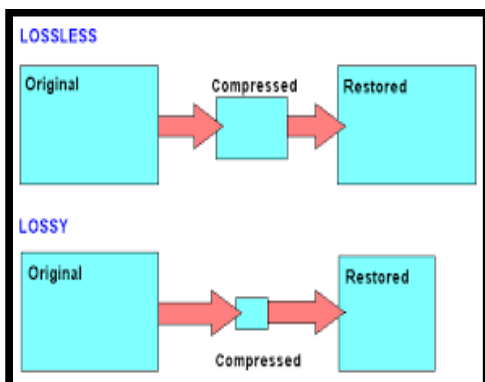 LOSSLESS
Original
Compressed
Restored
LOSSY
Original
Restored
Compressed